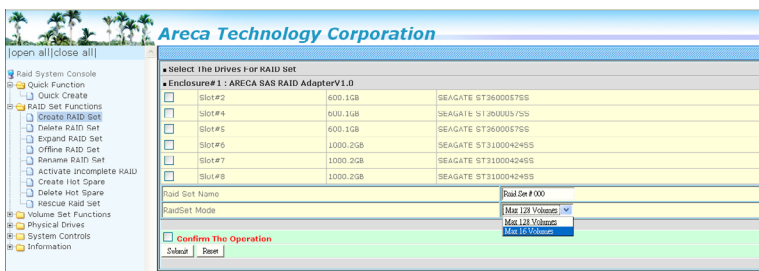 Areca Technology Corporation
|open all|close all|
Raid System Console
Quick Function
Quick Create
RAID Set Functions
Create RAID Set
Delete RAID Set
Expand RAID Set
Offline RAID Set
Rename RAID Set
Activate Incomplete RAID
Create Hot Spare
Delete Hot Spare
Rescue Raid Set
Volume Set Functions
Physical Drives
System Controls
Information
Select The Drives For RAID Set
Enclosure#1 : ARECA SAS RAID AdapterV1.0
Slot#2 600.1GB SEAGATE ST3600057SS
Slot#4 600.1GB SEAGATE ST3600057SS
Slot#5 600.1GB SEAGATE ST3600057SS
Slot#6 1000.2GB SEAGATE ST31000424SS
Slot#7 1000.2GB SEAGATE ST31000424SS
Slot#8 1000.2GB SEAGATE ST31000424SS
Raid Set Name Raid Set # 000
RaidSet Mode Max 128 Volumes
Max 128 Volumes
Max 16 Volumes
Confirm The Operation
Submit Reset